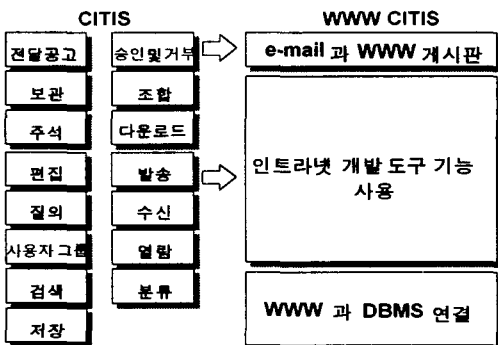 CITIS
WWW CITIS
전달공고
승인및거부
e-mail 과 WWW 게시판
보관
조합
주석
다운로드
편집
발송
인트라넷 개발 도구 기능
사용
질의
수신
사용자 그룹
열람
검색
분류
저장
WWW 과 DBMS 연결